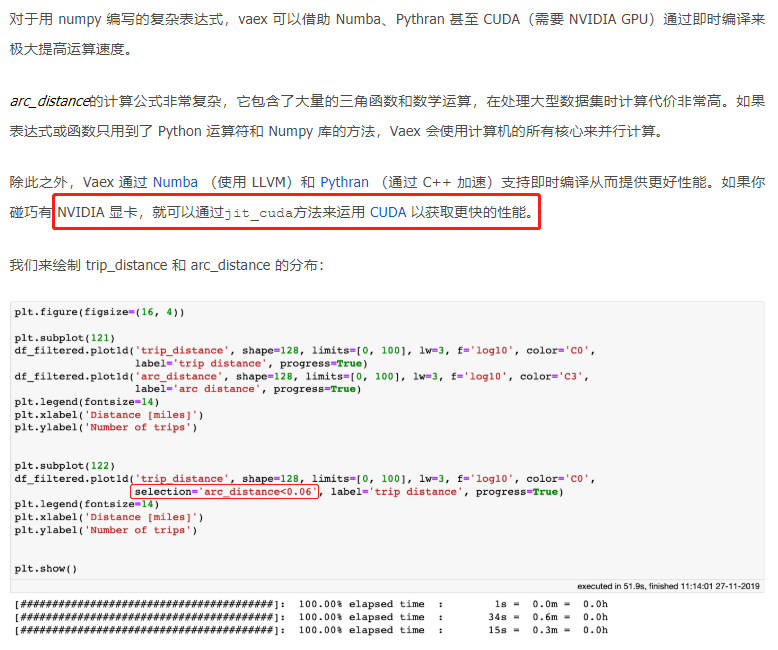 对于用 numpy 编写的复杂表达式，vaex 可以借助 Numba、Pythran 甚至 CUDA（需要 NVIDIA GPU）通过即时编译来
极大提高运算速度。
arc_distance的计算公式非常复杂，它包含了大量的三角函数和数学运算，在处理大型数据集时计算代价非常高。如果
表达式或函数只用到了 Python 运算符和 Numpy 库的方法，Vaex 会使用计算机的所有核心来并行计算。
除此之外，Vaex 通过 Numba （使用 LLVM）和 Pythran （通过 C++ 加速）支持即时编译从而提供更好性能。如果你
碰巧有 NVIDIA 显卡，就可以通过jit_cuda方法来运用 CUDA 以获取更快的性能。
我们来绘制 trip_distance 和 arc_distance 的分布：
plt.figure(figsize=(16, 4))
plt.subplot(121)
df_filtered.plot1d('trip_distance', shape=128, limits=[0, 100], lw=3, f='log10', color='C0',
label='trip distance', progress=True)
df_filtered.plot1d('arc_distance', shape=128, limits=[0, 100], lw=3, f='log10', color='C3',
label='arc distance', progress=True)
plt.legend(fontsize=14)
plt.xlabel('Distance [miles]')
plt.ylabel('Number of trips')
plt.subplot(122)
df_filtered.plot1d('trip_distance', shape=128, limits=[0, 100], lw=3, f='log10', color='C0',
selection='arc_distance<0.06', label='trip distance', progress=True)
plt.legend(fontsize=14)
plt.xlabel('Distance [miles]')
plt.ylabel('Number of trips')
plt.show()
executed in 51.9s, finished 11:14:01 27-11-2019
[########################################]: 100.00% elapsed time : 1s = 0.0m = 0.0h
[########################################]: 100.00% elapsed time : 34s = 0.6m = 0.0h
[########################################]: 100.00% elapsed time : 15s = 0.3m = 0.0h